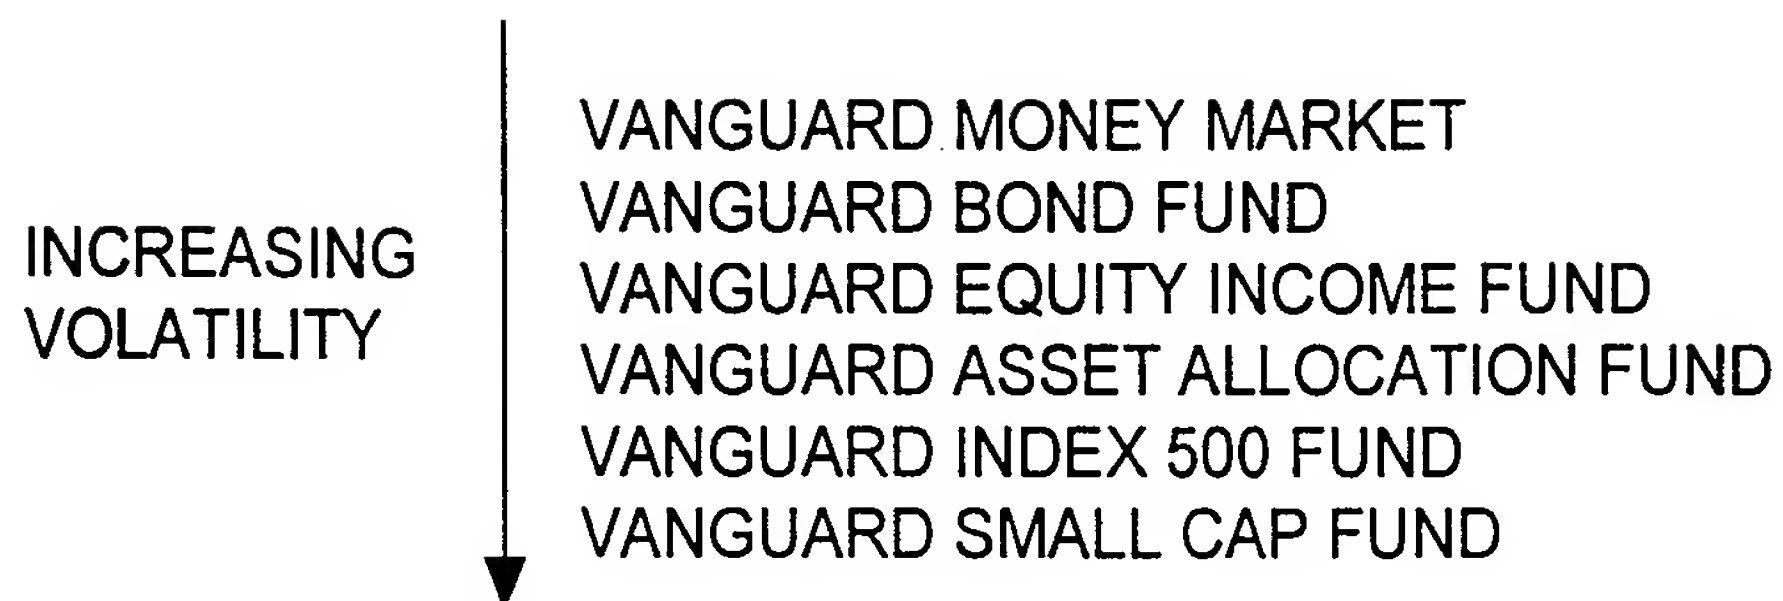 INCREASING
VOLATILITY
VANGUARD MONEY MARKET
VANGUARD BOND FUND
VANGUARD EQUITY INCOME FUND
VANGUARD ASSET ALLOCATION FUND
VANGUARD INDEX 500 FUND
VANGUARD SMALL CAP FUND